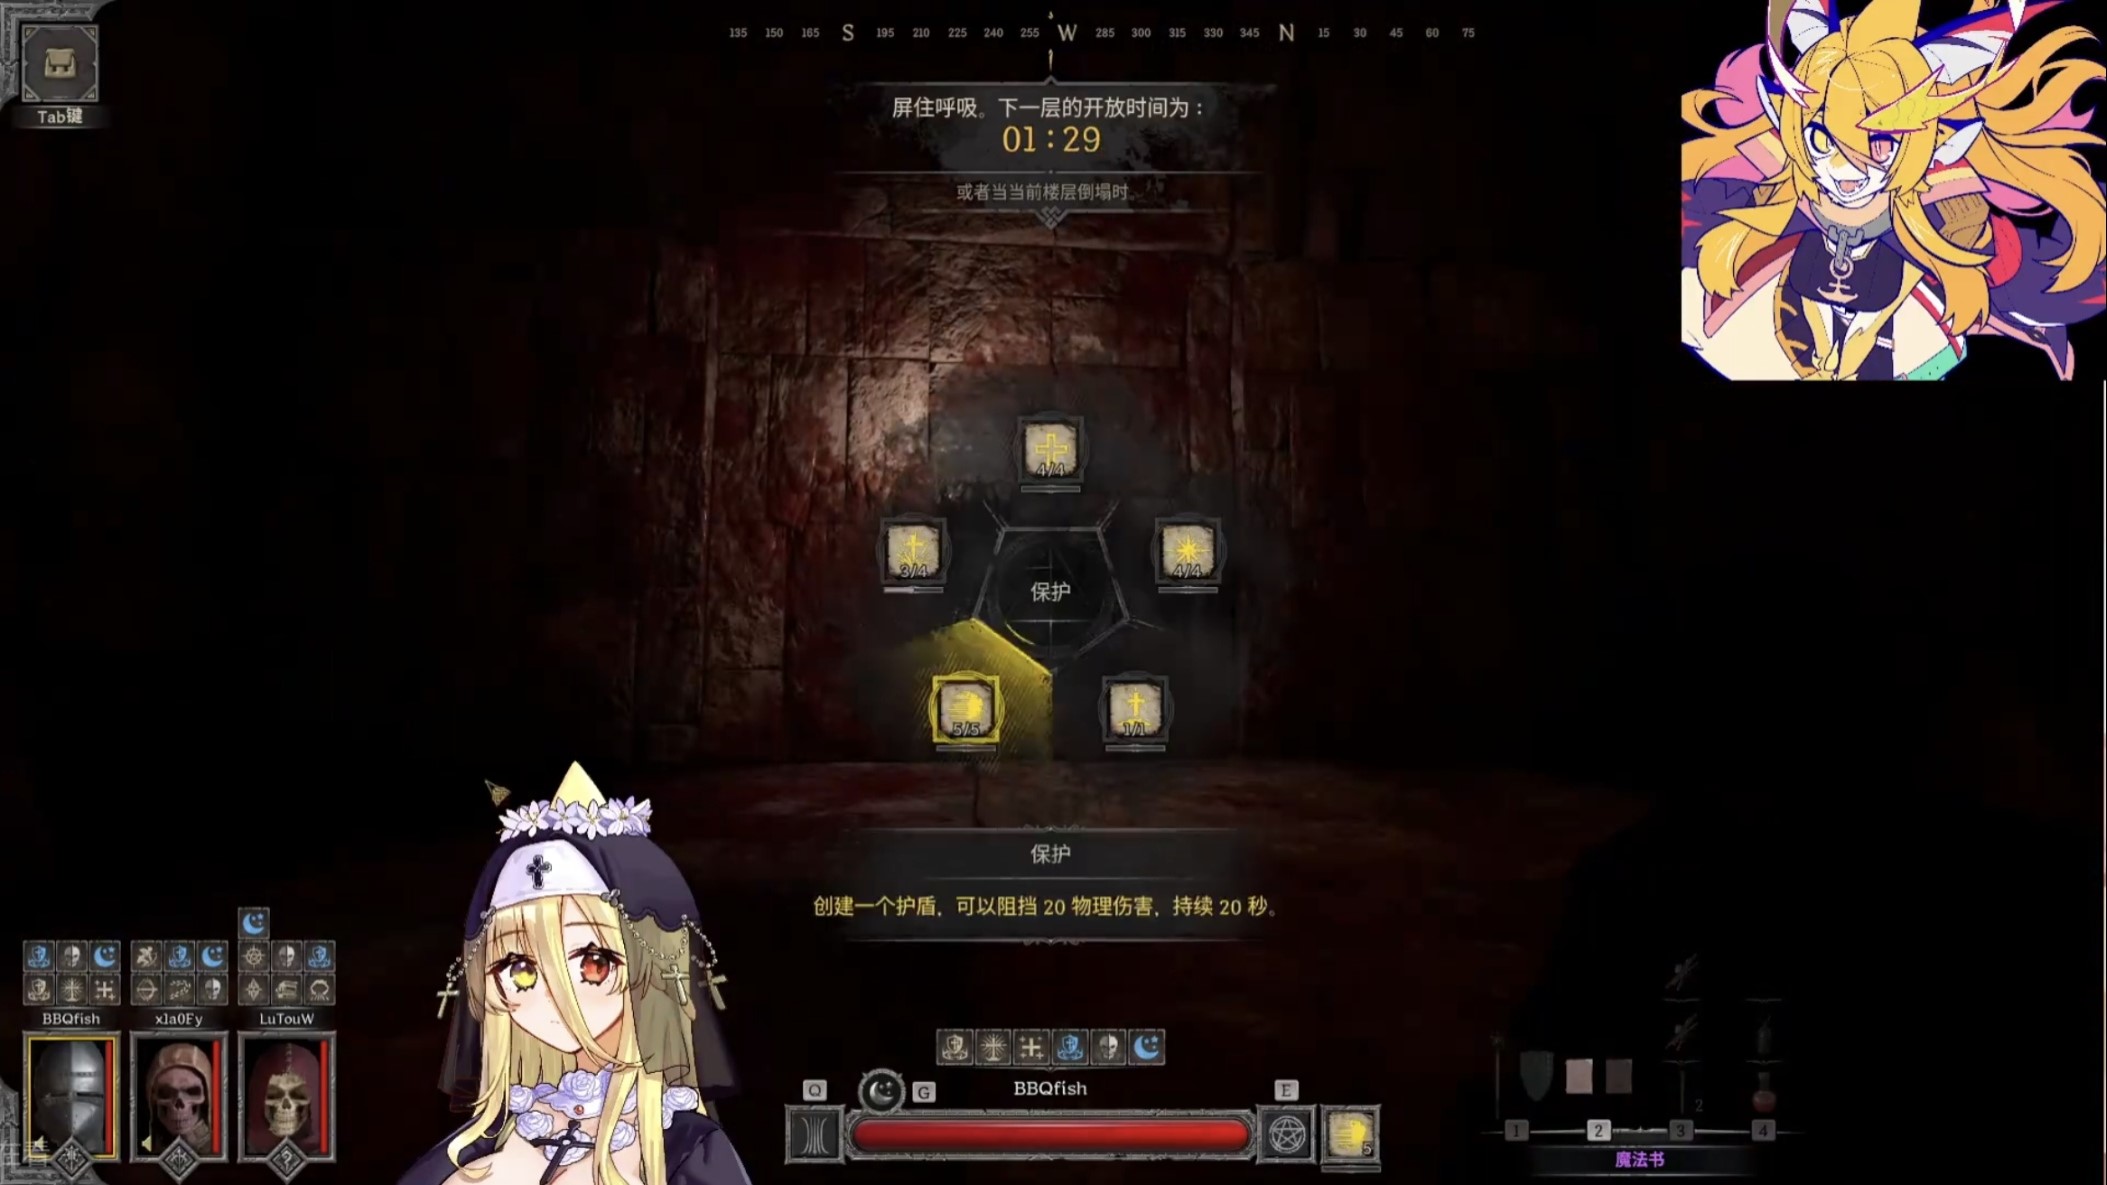 135 150 165 S 195 210 225 240 255 W 285 300 315 330 345 N 15 30 45 60 75
Tab键
屏住呼吸。下一层的开放时间为：
01：29
或者当当前楼层倒塌时。
4/4
3/4
4/4
保护
5/5
1/1
保护
创建一个护盾，可以阻挡 20 物理伤害，持续 20 秒。
BBQfish
xla0Fy
LuTouW
Q
G
BBQfish
E
5
2
1
2
3
4
魔法书